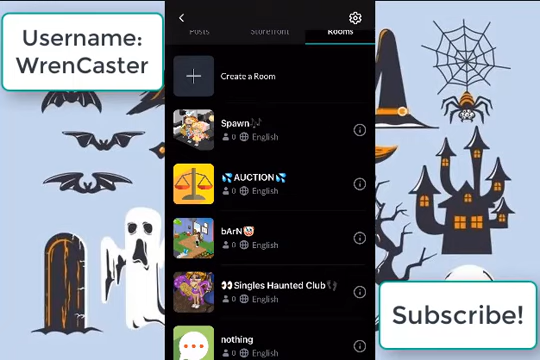 Username:
WrenCaster
Posts
Storefront
Rooms
Create a Room
Spawn🎶
0 English
💦AUCTION💦
0 English
bArN🤡
0 English
👀Singles Haunted Club👣
0 English
nothing
0 English
Subscribe!